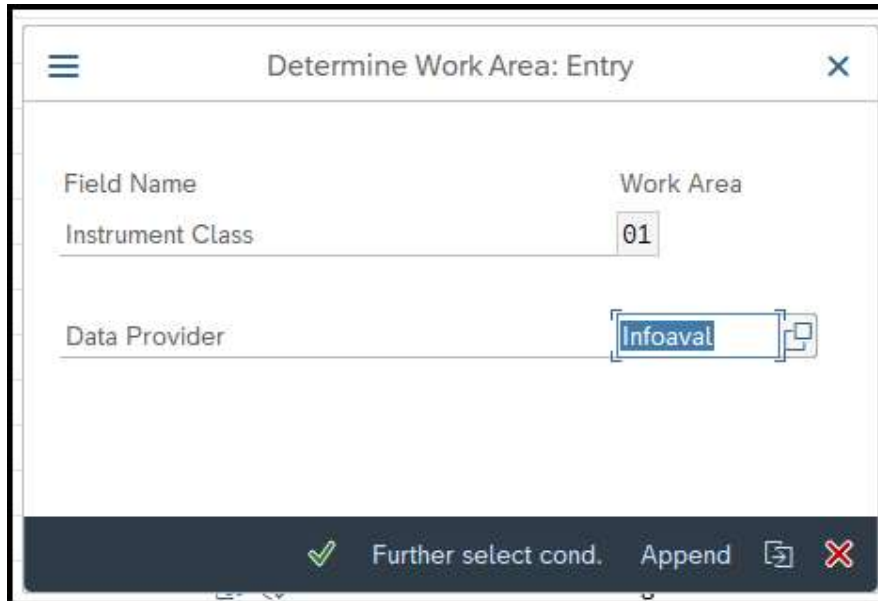 Determine Work Area: Entry
Field Name Work Area
Instrument Class 01
Data Provider Infoaval
Further select cond. Append